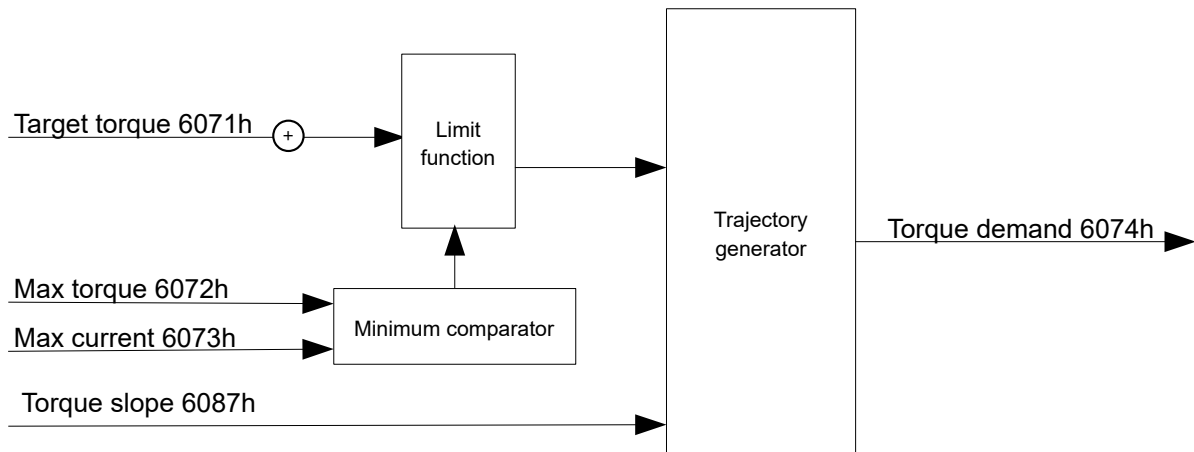 Target torque 6071h
+
Limit
function
Trajectory
generator
Torque demand 6074h
Max torque 6072h
Minimum comparator
Max current 6073h
Torque slope 6087h